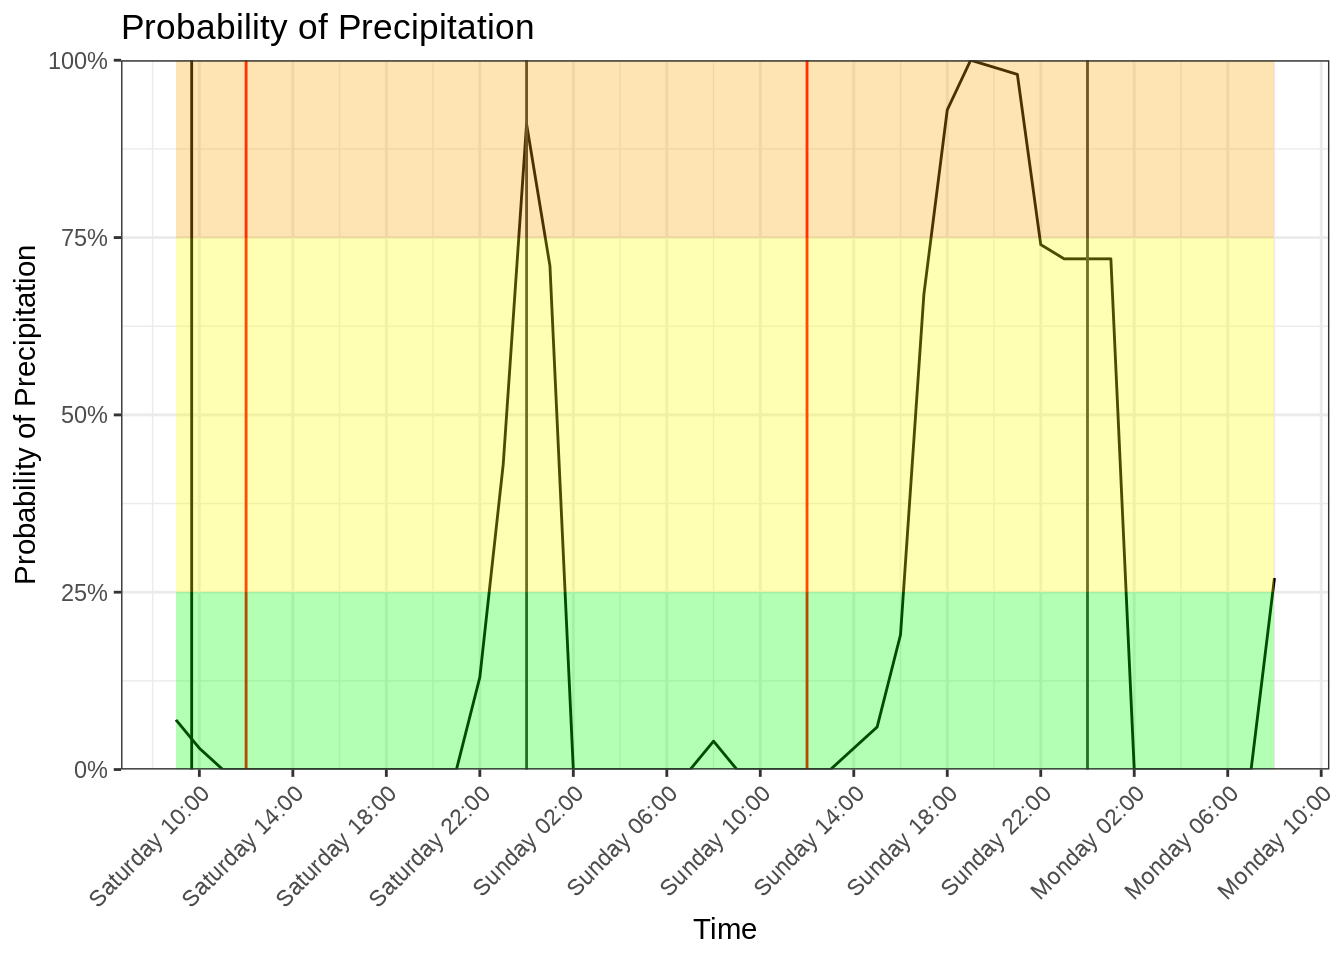 Probability of Precipitation
Probability of Precipitation
100%
75%
50%
25%
0%
Saturday 10:00
Saturday 14:00
Saturday 18:00
Saturday 22:00
Sunday 02:00
Sunday 06:00
Sunday 10:00
Sunday 14:00
Sunday 18:00
Sunday 22:00
Monday 02:00
Monday 06:00
Monday 10:00
Time